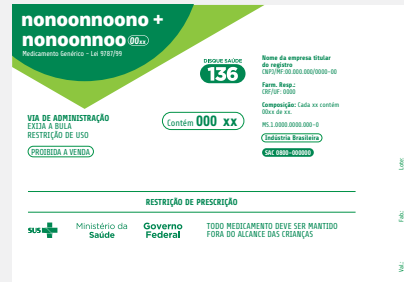 nonoonnoono +
nonoonnoo 00xx
Medicamento Genérico – Lei 9787/99
DISQUE SAÚDE
136
Nome da empresa titular
do registro
CNPJ/MF:00.000.000/0000-00
Farm. Resp.:
CRF/UF: 0000
Composição: Cada xx contém
00xx de xx.
MS 1.0000.0000.000-0
Indústria Brasileira
SAC 0800-000000
VIA DE ADMINISTRAÇÃO
EXIJA A BULA
RESTRIÇÃO DE USO
PROIBIDA A VENDA
Contém 000 xx
RESTRIÇÃO DE PRESCRIÇÃO
SUS
Ministério da
Saúde
Governo
Federal
TODO MEDICAMENTO DEVE SER MANTIDO
FORA DO ALCANCE DAS CRIANÇAS
Lote:
Fab.:
Val.: